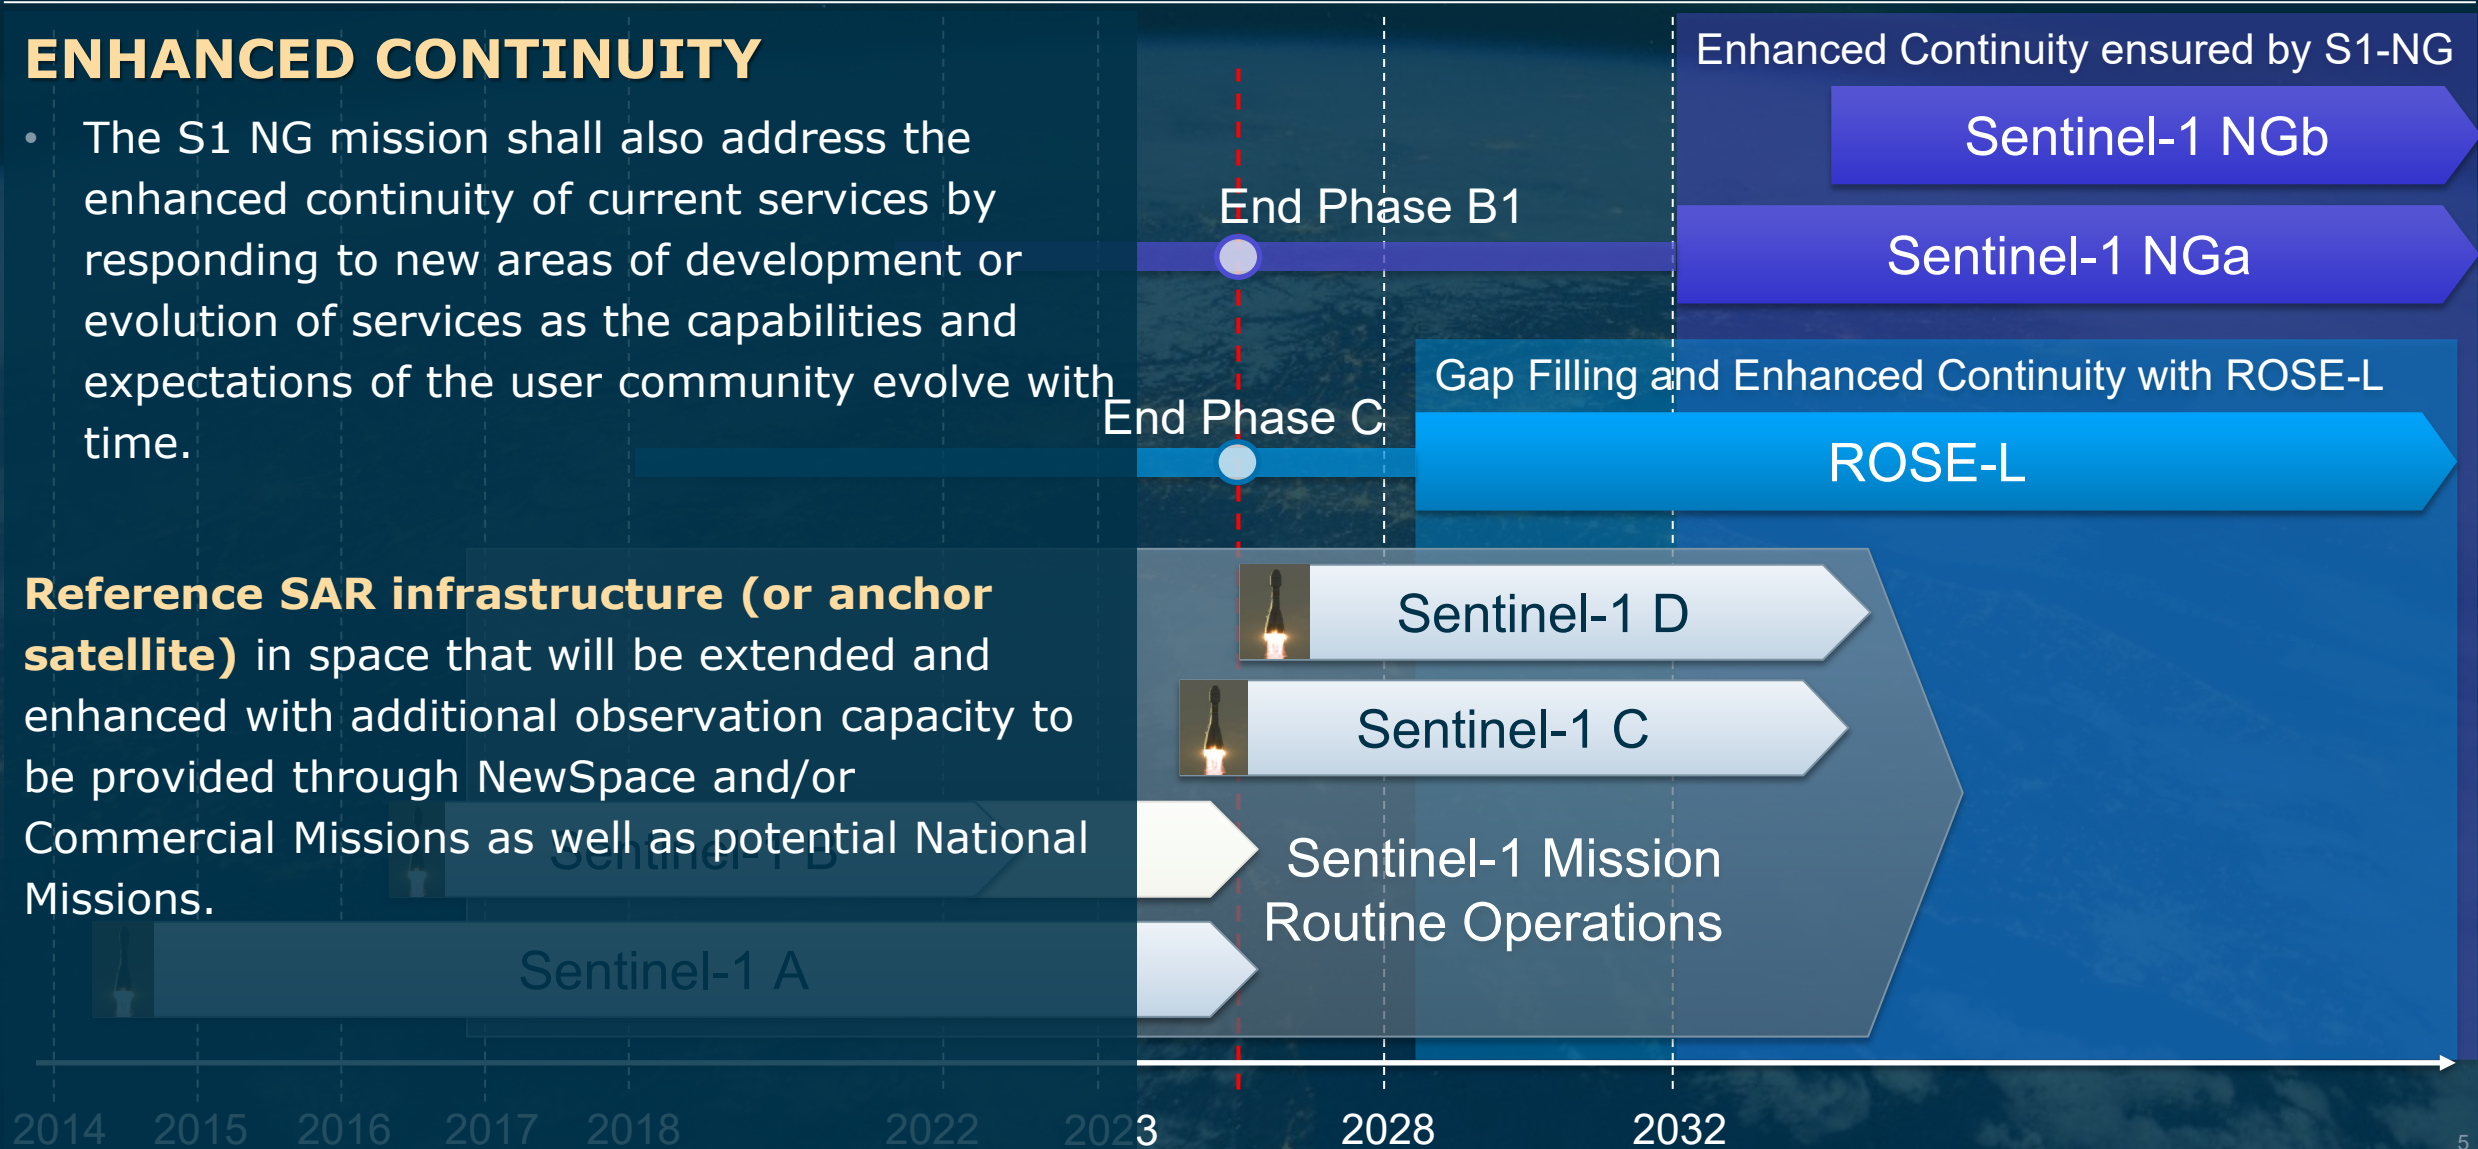 ENHANCED CONTINUITY
• The S1 NG mission shall also address the
enhanced continuity of current services by
responding to new areas of development or
evolution of services as the capabilities and
expectations of the user community evolve with
time.
Reference SAR infrastructure (or anchor
satellite) in space that will be extended and
enhanced with additional observation capacity to
be provided through NewSpace and/or
Commercial Missions as well as potential National
Missions.
Enhanced Continuity ensured by S1-NG
Sentinel-1 NGb
End Phase B1
Sentinel-1 NGa
Gap Filling and Enhanced Continuity with ROSE-L
End Phase C
ROSE-L
Sentinel-1 D
Sentinel-1 C
Sentinel-1 B
Sentinel-1 Mission
Routine Operations
Sentinel-1 A
2014 2015 2016 2017 2018 2022 2023 2028 2032
5